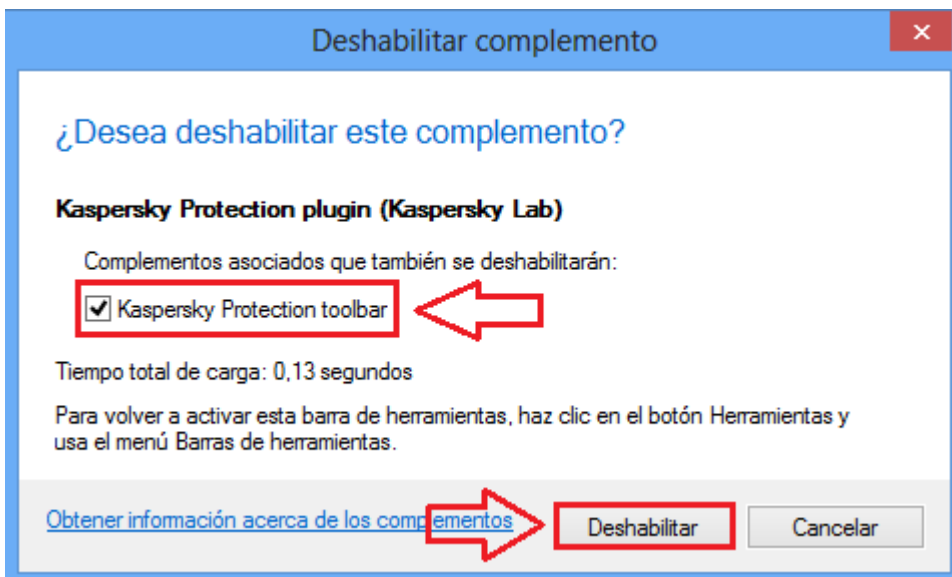 Deshabilitar complemento
¿Desea deshabilitar este complemento?
Kaspersky Protection plugin (Kaspersky Lab)
Complementos asociados que también se deshabilitarán:
Kaspersky Protection toolbar
Tiempo total de carga: 0,13 segundos
Para volver a activar esta barra de herramientas, haz clic en el botón Herramientas y
usa el menú Barras de herramientas.
Obtener información acerca de los complementos
Deshabilitar
Cancelar